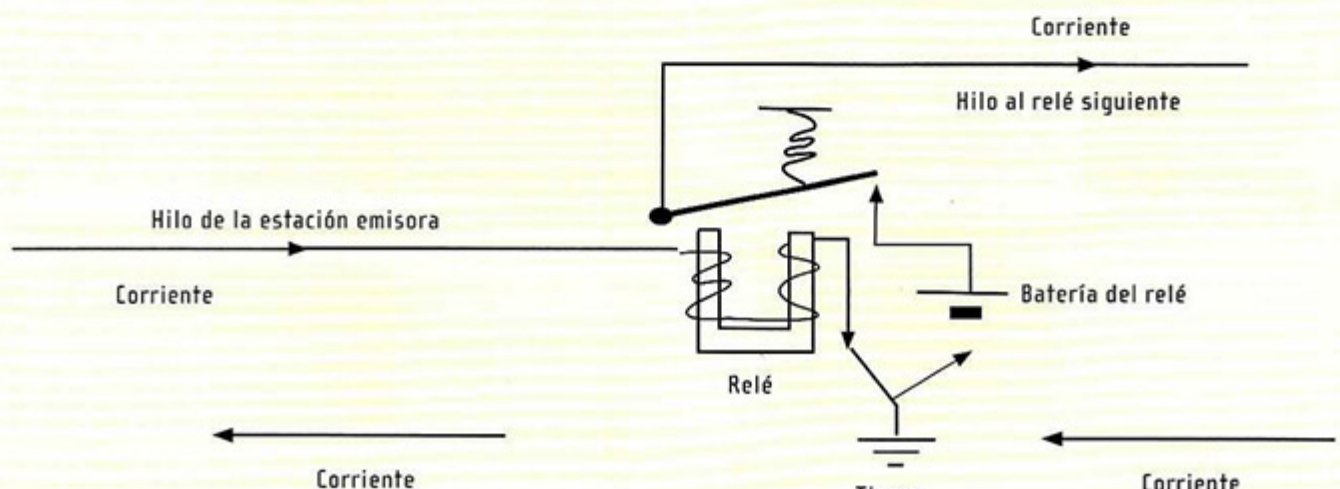 Corriente
Hilo al relé siguiente
Hilo de la estación emisora
Corriente
Batería del relé
Relé
Corriente
Corriente